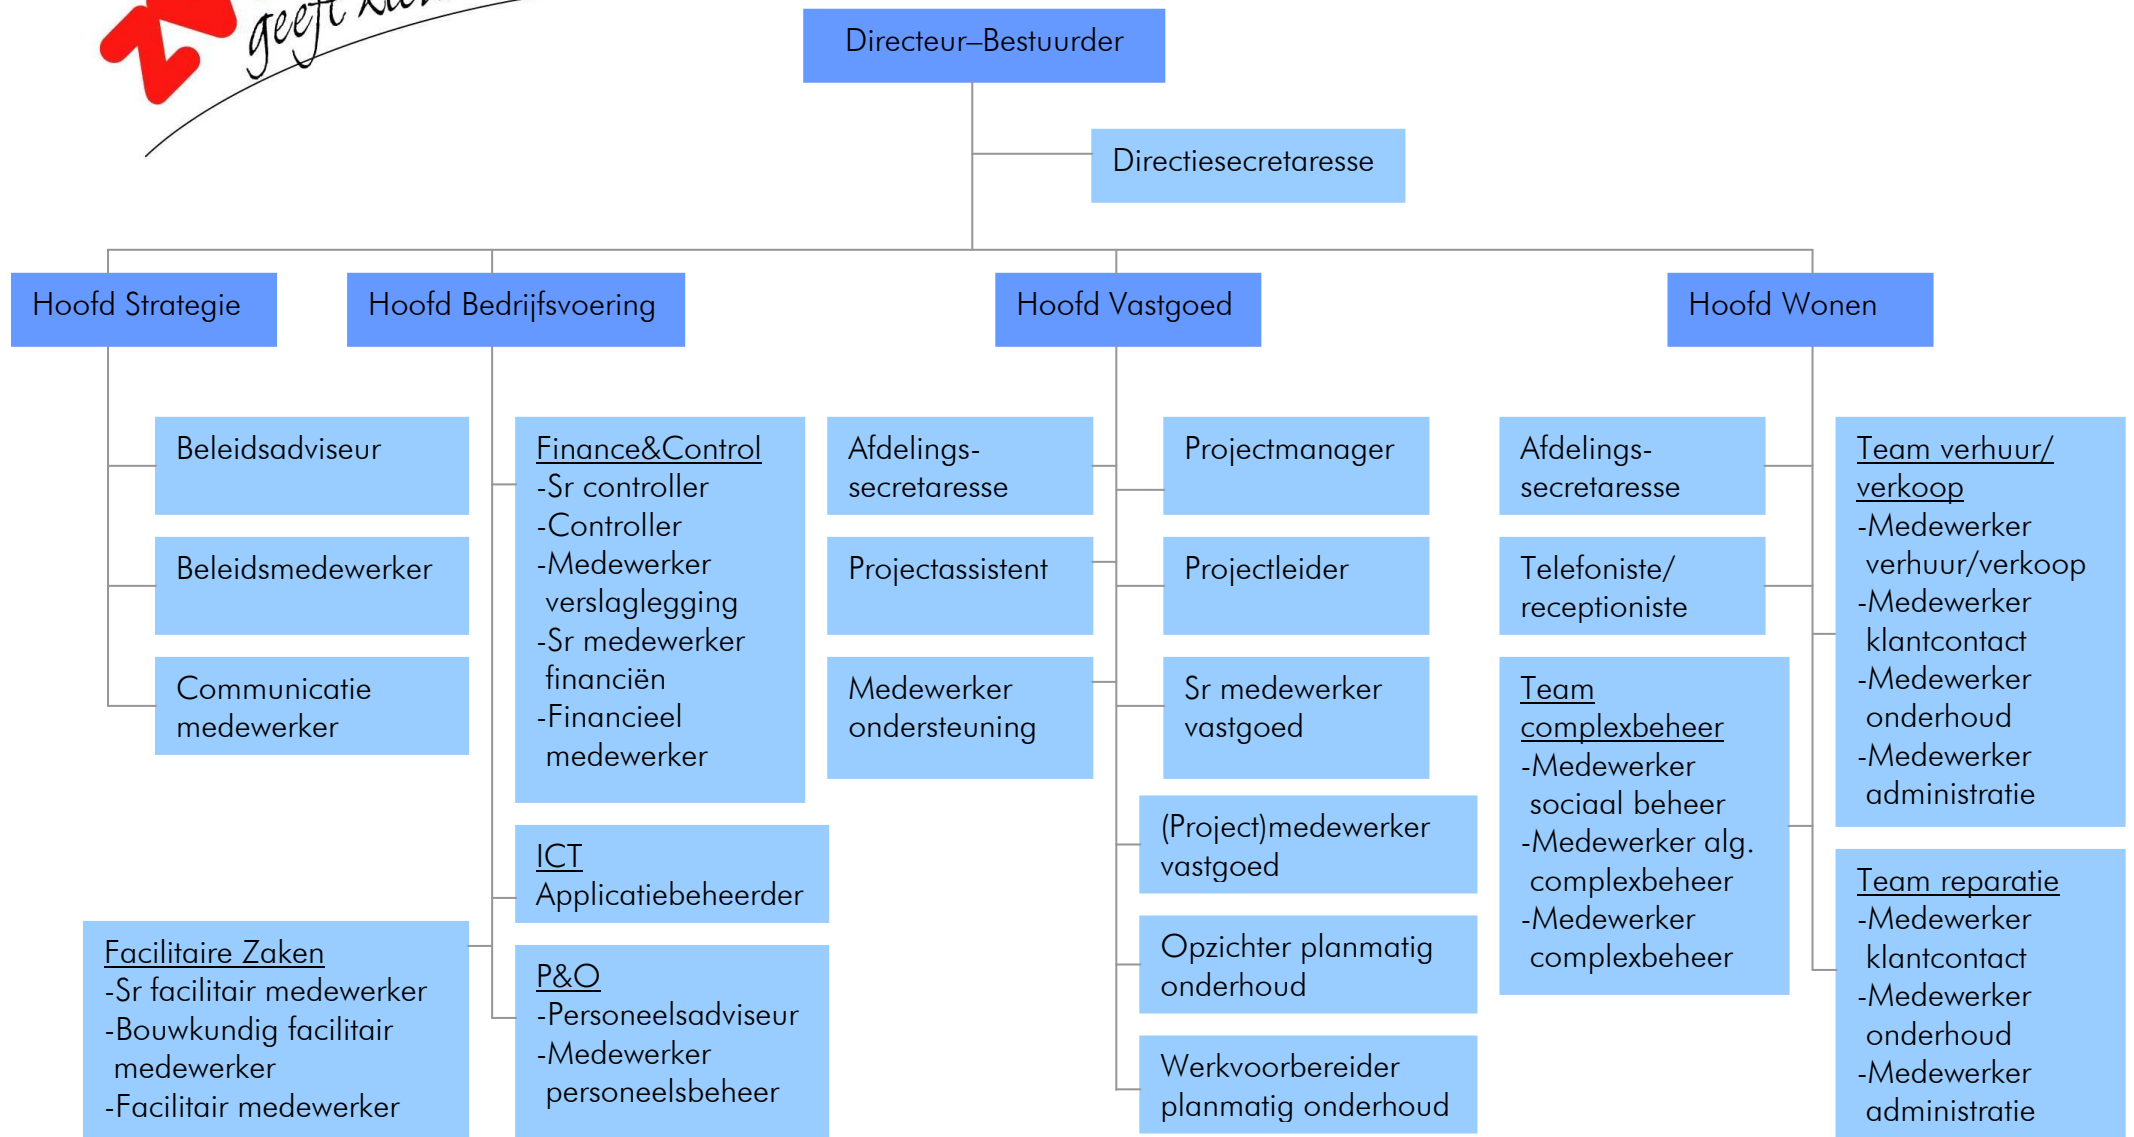 geeft
Directeur–Bestuurder
Directiesecretaresse
Hoofd Strategie
Hoofd Bedrijfsvoering
Hoofd Vastgoed
Hoofd Wonen
Beleidsadviseur
Beleidsmedewerker
Communicatie
medewerker
Finance&Control
-Sr controller
-Controller
-Medewerker
verslaglegging
-Sr medewerker
financiën
-Financieel
medewerker
ICT
Applicatiebeheerder
P&O
-Personeelsadviseur
-Medewerker
personeelsbeheer
Facilitaire Zaken
-Sr facilitair medewerker
-Bouwkundig facilitair
medewerker
-Facilitair medewerker
Afdelings-
secretaresse
Projectassistent
Medewerker
ondersteuning
Projectmanager
Projectleider
Sr medewerker
vastgoed
(Project)medewerker
vastgoed
Opzichter planmatig
onderhoud
Werkvoorbereider
planmatig onderhoud
Afdelings-
secretaresse
Telefoniste/
receptioniste
Team
complexbeheer
-Medewerker
sociaal beheer
-Medewerker alg.
complexbeheer
-Medewerker
complexbeheer
Team verhuur/
verkoop
-Medewerker
verhuur/verkoop
-Medewerker
klantcontact
-Medewerker
onderhoud
-Medewerker
administratie
Team reparatie
-Medewerker
klantcontact
-Medewerker
onderhoud
-Medewerker
administratie